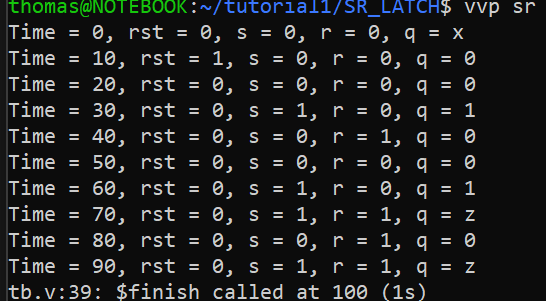 thomas@NOTEBOOK:~/tutorial1/SR_LATCH$ vvp sr
Time = 0, rst = 0, s = 0, r = 0, q = x
Time = 10, rst = 1, s = 0, r = 0, q = 0
Time = 20, rst = 0, s = 0, r = 0, q = 0
Time = 30, rst = 0, s = 1, r = 0, q = 1
Time = 40, rst = 0, s = 0, r = 1, q = 0
Time = 50, rst = 0, s = 0, r = 0, q = 0
Time = 60, rst = 0, s = 1, r = 0, q = 1
Time = 70, rst = 0, s = 1, r = 1, q = z
Time = 80, rst = 0, s = 0, r = 1, q = 0
Time = 90, rst = 0, s = 1, r = 1, q = z
tb.v:39: $finish called at 100 (1s)